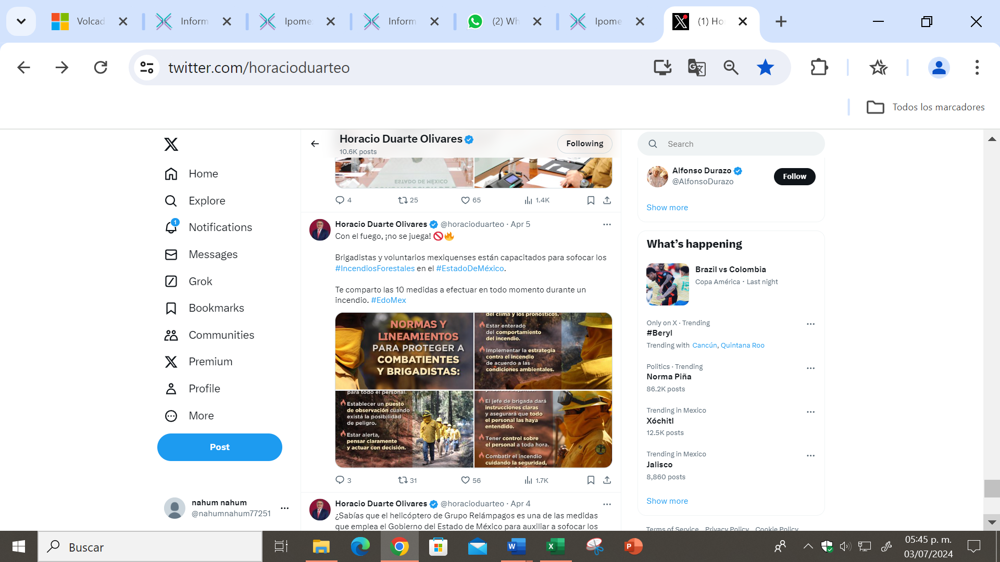 Volcad
Inform
Ipome
Inform
(2) Wh
Ipome
(1) Ho
twitter.com/horacioduarteo
Todos los marcadores
Horacio Duarte Olivares
10.6K posts
Following
Search
Home
Explore
1
Notifications
Messages
Grok
Bookmarks
Communities
Premium
Profile
More
Post
nahum nahum
@nahumnahum77251
ESTADO DE MÉXICO
4
25
65
1.4K
Horacio Duarte Olivares @horacioduarteo · Apr 5
Con el fuego, ¡no se juega!
Brigadistas y voluntarios mexiquenses están capacitados para sofocar los
#IncendiosForestales en el #EstadoDeMéxico.
Te comparto las 10 medidas a efectuar en todo momento durante un
incendio. #EdoMex
NORMAS Y
LINEAMIENTOS
PARA PROTEGER A
COMBATIENTES
Y BRIGADISTAS:
del clima y los pronósticos.
Estar enterado
del comportamiento
del incendio.
Implementar la estrategia
contra el incendio
de acuerdo a las
condiciones ambientales.
para todo el personal.
Establecer un puesto
de observación cuando
existá la posibilidad
de peligro.
Estar alerta,
pensar claramente
y actuar con decisión.
El jefe de brigada dará
instrucciones claras
y asegurará que todo
el personal las haya
entendido.
Tener control sobre
el personal a toda hora.
Combatir el incendio
cuidando la seguridad,
3
31
56
1.7K
Horacio Duarte Olivares @horacioduarteo · Apr 4
¿Sabías que el helicóptero de Grupo Relámpagos es una de las medidas
que emplea el Gobierno del Estado de México para auxiliar a sofocar los
Alfonso Durazo
@AlfonsoDurazo
Follow
Show more
What's happening
Brazil vs Colombia
Copa América · Last night
Only on X · Trending
#Beryl
Trending with Cancún, Quintana Roo
Politics · Trending
Norma Piña
86.2K posts
Trending in Mexico
Xóchitl
12.5K posts
Trending in Mexico
Jalisco
8,860 posts
Show more
Terms of Service Privacy Policy Cookie Policy
Buscar
05:45 p. m.
03/07/2024